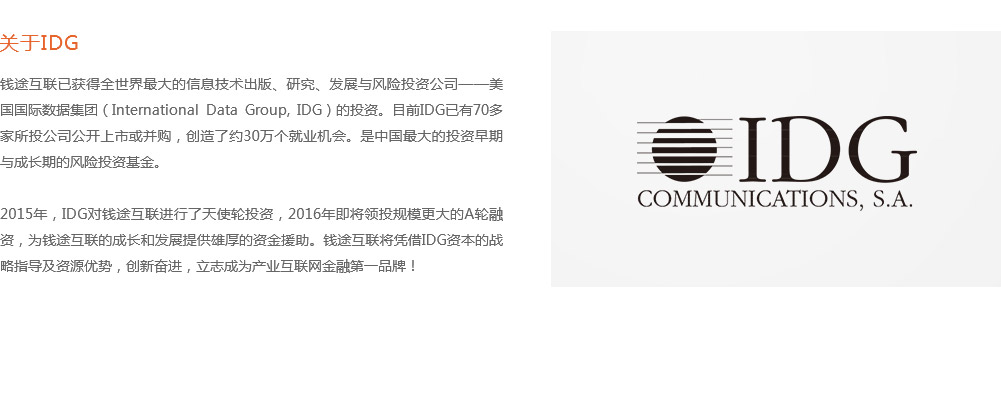 关于IDG
钱途互联已获得全世界最大的信息技术出版、研究、发展与风险投资公司——美
国国际数据集团（International Data Group, IDG）的投资。目前IDG已有70多
家所投公司公开上市或并购，创造了约30万个就业机会。是中国最大的投资早期
与成长期的风险投资基金。
2015年，IDG对钱途互联进行了天使轮投资，2016年即将领投规模更大的A轮融
资，为钱途互联的成长和发展提供雄厚的资金援助。钱途互联将凭借IDG资本的战
略指导及资源优势，创新奋进，立志成为产业互联网金融第一品牌！
IDG
COMMUNICATIONS, S.A.